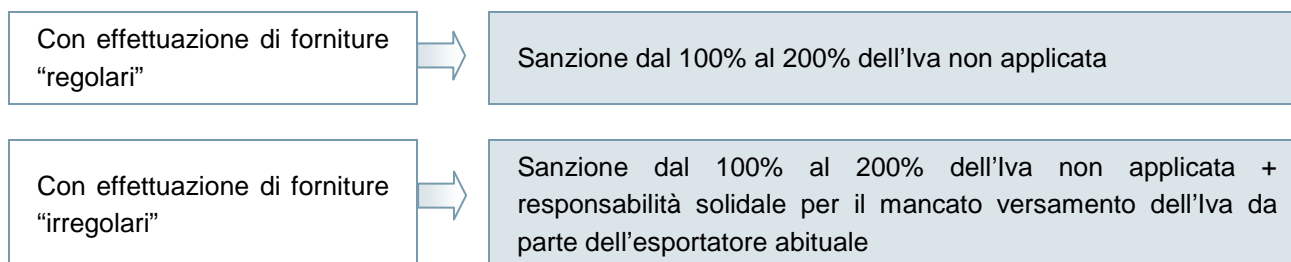 Con effettuazione di forniture
“regolari”
Sanzione dal 100% al 200% dell’Iva non applicata
Con effettuazione di forniture
“irregolari”
Sanzione dal 100% al 200% dell’Iva non applicata +
responsabilità solidale per il mancato versamento dell’Iva da
parte dell’esportatore abituale